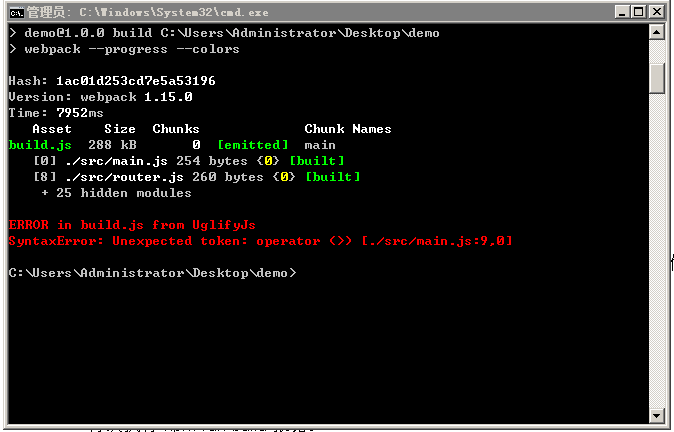 管理员: C:\Windows\System32\cmd.exe
> demo@1.0.0 build C:\Users\Administrator\Desktop\demo
> webpack --progress --colors
Hash: 1ac01d253cd7e5a53196
Version: webpack 1.15.0
Time: 7952ms
Asset Size Chunks Chunk Names
build.js 288 kB 0 [emitted] main
[0] ./src/main.js 254 bytes {0} [built]
[8] ./src/router.js 260 bytes {0} [built]
+ 25 hidden modules
ERROR in build.js from UglifyJs
SyntaxError: Unexpected token: operator (>) [./src/main.js:9,0]
C:\Users\Administrator\Desktop\demo>